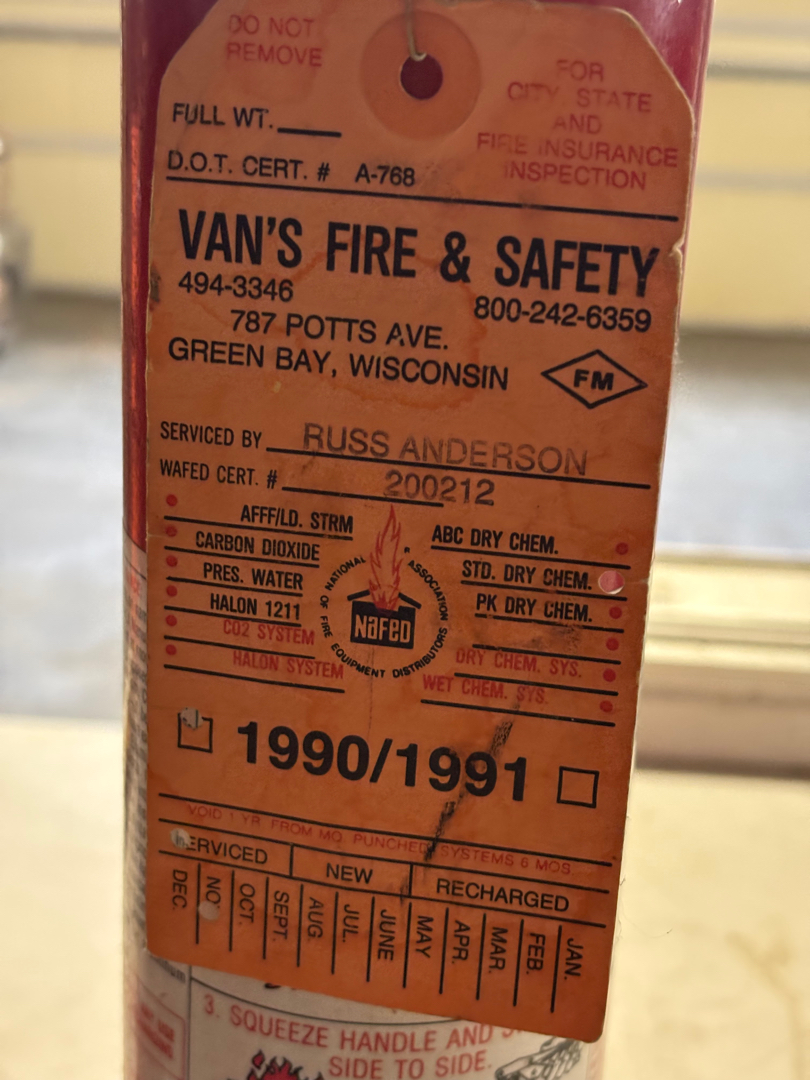 DO NOT
REMOVE
FOR
CITY, STATE
AND
FIRE INSURANCE
INSPECTION
FULL WT.
D.O.T. CERT. # A-768
VAN'S FIRE & SAFETY
494-3346 800-242-6359
787 POTTS AVE.
GREEN BAY, WISCONSIN
FM
SERVICED BY RUSS ANDERSON
WAFED CERT. # 200212
AFFF/LD. STRM
CARBON DIOXIDE
PRES. WATER
HALON 1211
CO2 SYSTEM
HALON SYSTEM
NATIONAL ASSOCIATION
OF FIRE EQUIPMENT DISTRIBUTORS
NAFED
ABC DRY CHEM.
STD. DRY CHEM.
PK DRY CHEM.
DRY CHEM. SYS.
WET CHEM. SYS.
1990/1991
VOID 1 YR. FROM MO. PUNCHED, SYSTEMS 6 MOS.
SERVICED NEW RECHARGED
DEC. NOV. OCT. SEPT. AUG. JUL. JUNE MAY APR. MAR. FEB. JAN.
3. SQUEEZE HANDLE AND
SIDE TO SIDE.